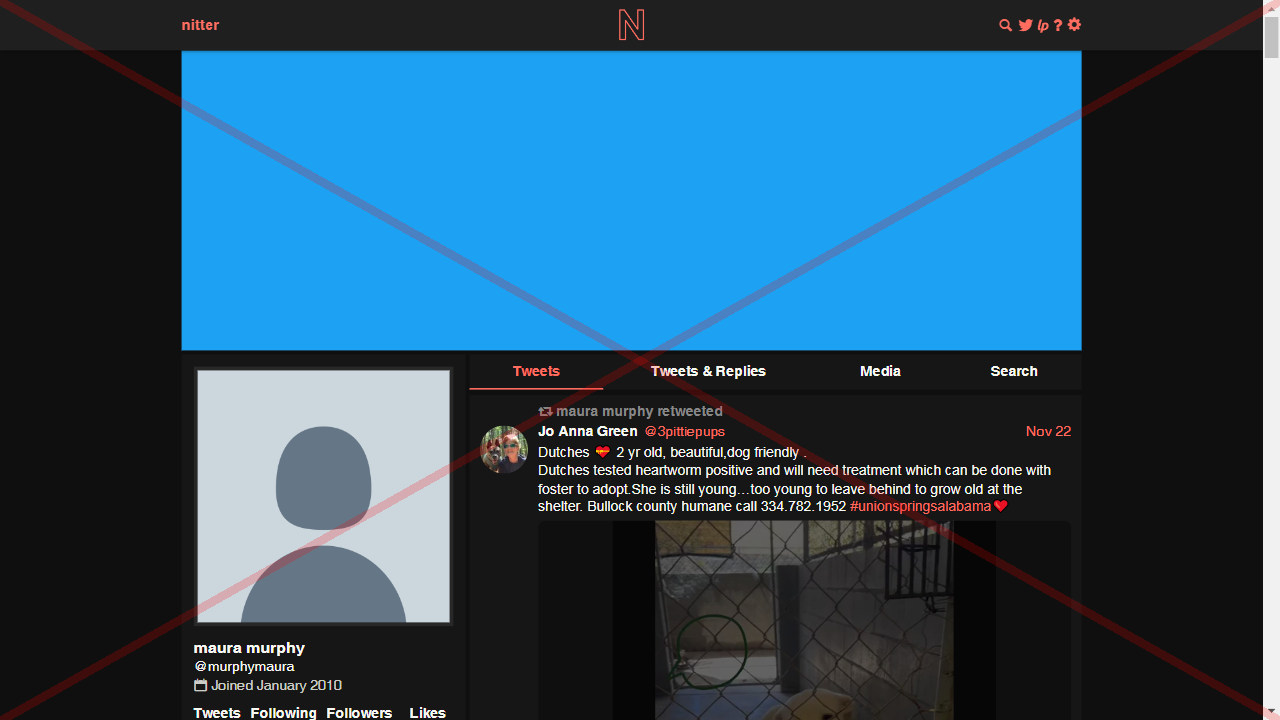 nitter
N
lp ?
Tweets
Tweets & Replies
Media
Search
maura murphy retweeted
Jo Anna Green @3pittiepups Nov 22
Dutches 💝 2 yr old, beautiful,dog friendly .
Dutches tested heartworm positive and will need treatment which can be done with
foster to adopt.She is still young…too young to leave behind to grow old at the
shelter. Bullock county humane call 334.782.1952 #unionspringsalabama❤️
maura murphy
@murphymaura
Joined January 2010
Tweets Following Followers Likes